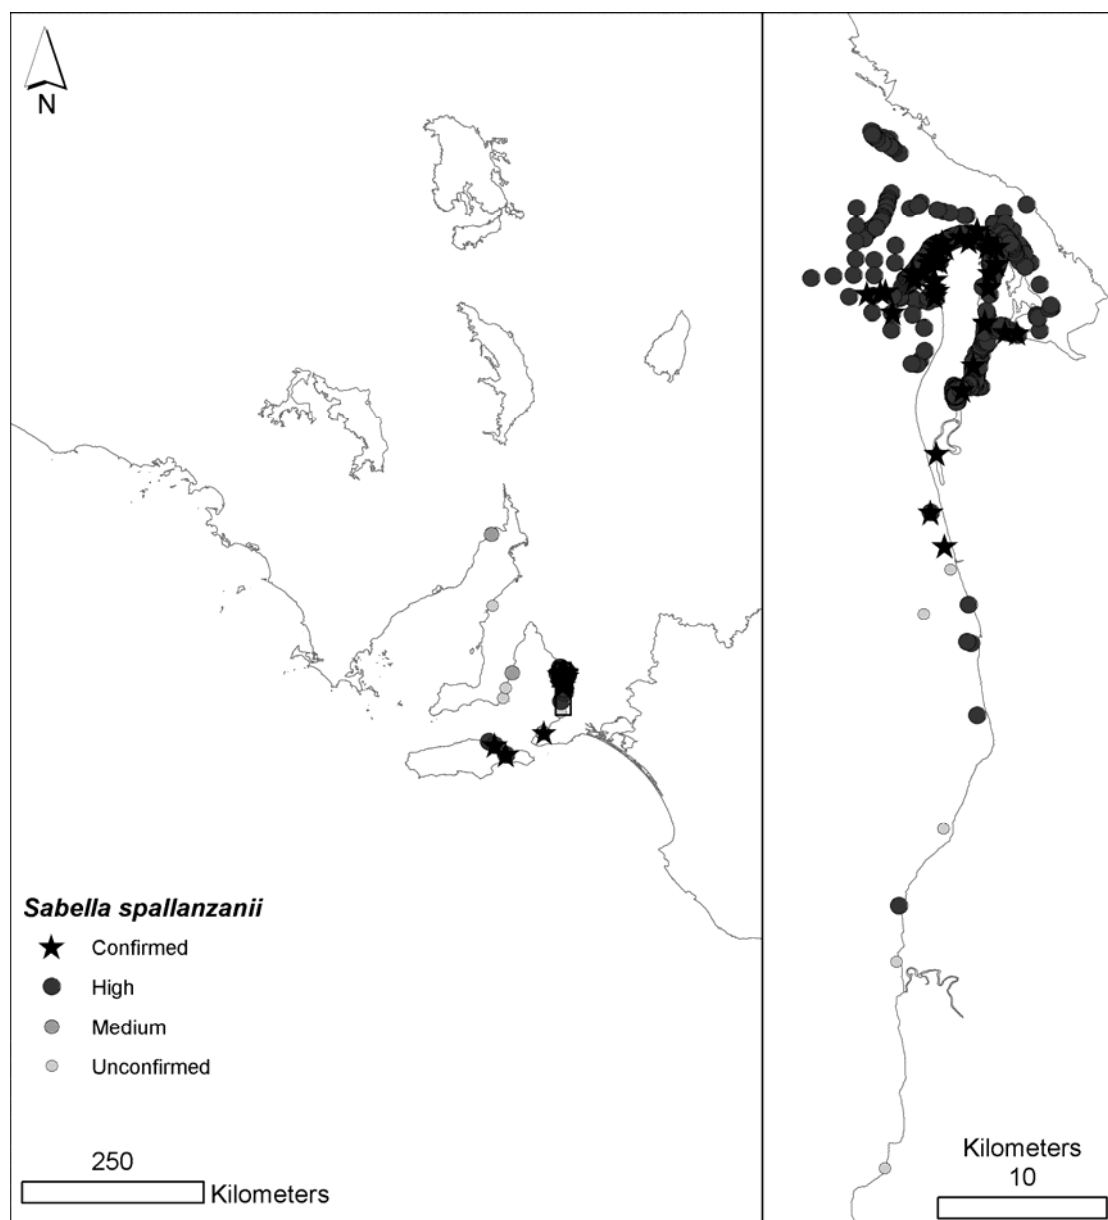 N
Sabella spallanzanii
Confirmed
High
Medium
Unconfirmed
250
Kilometers
Kilometers
10